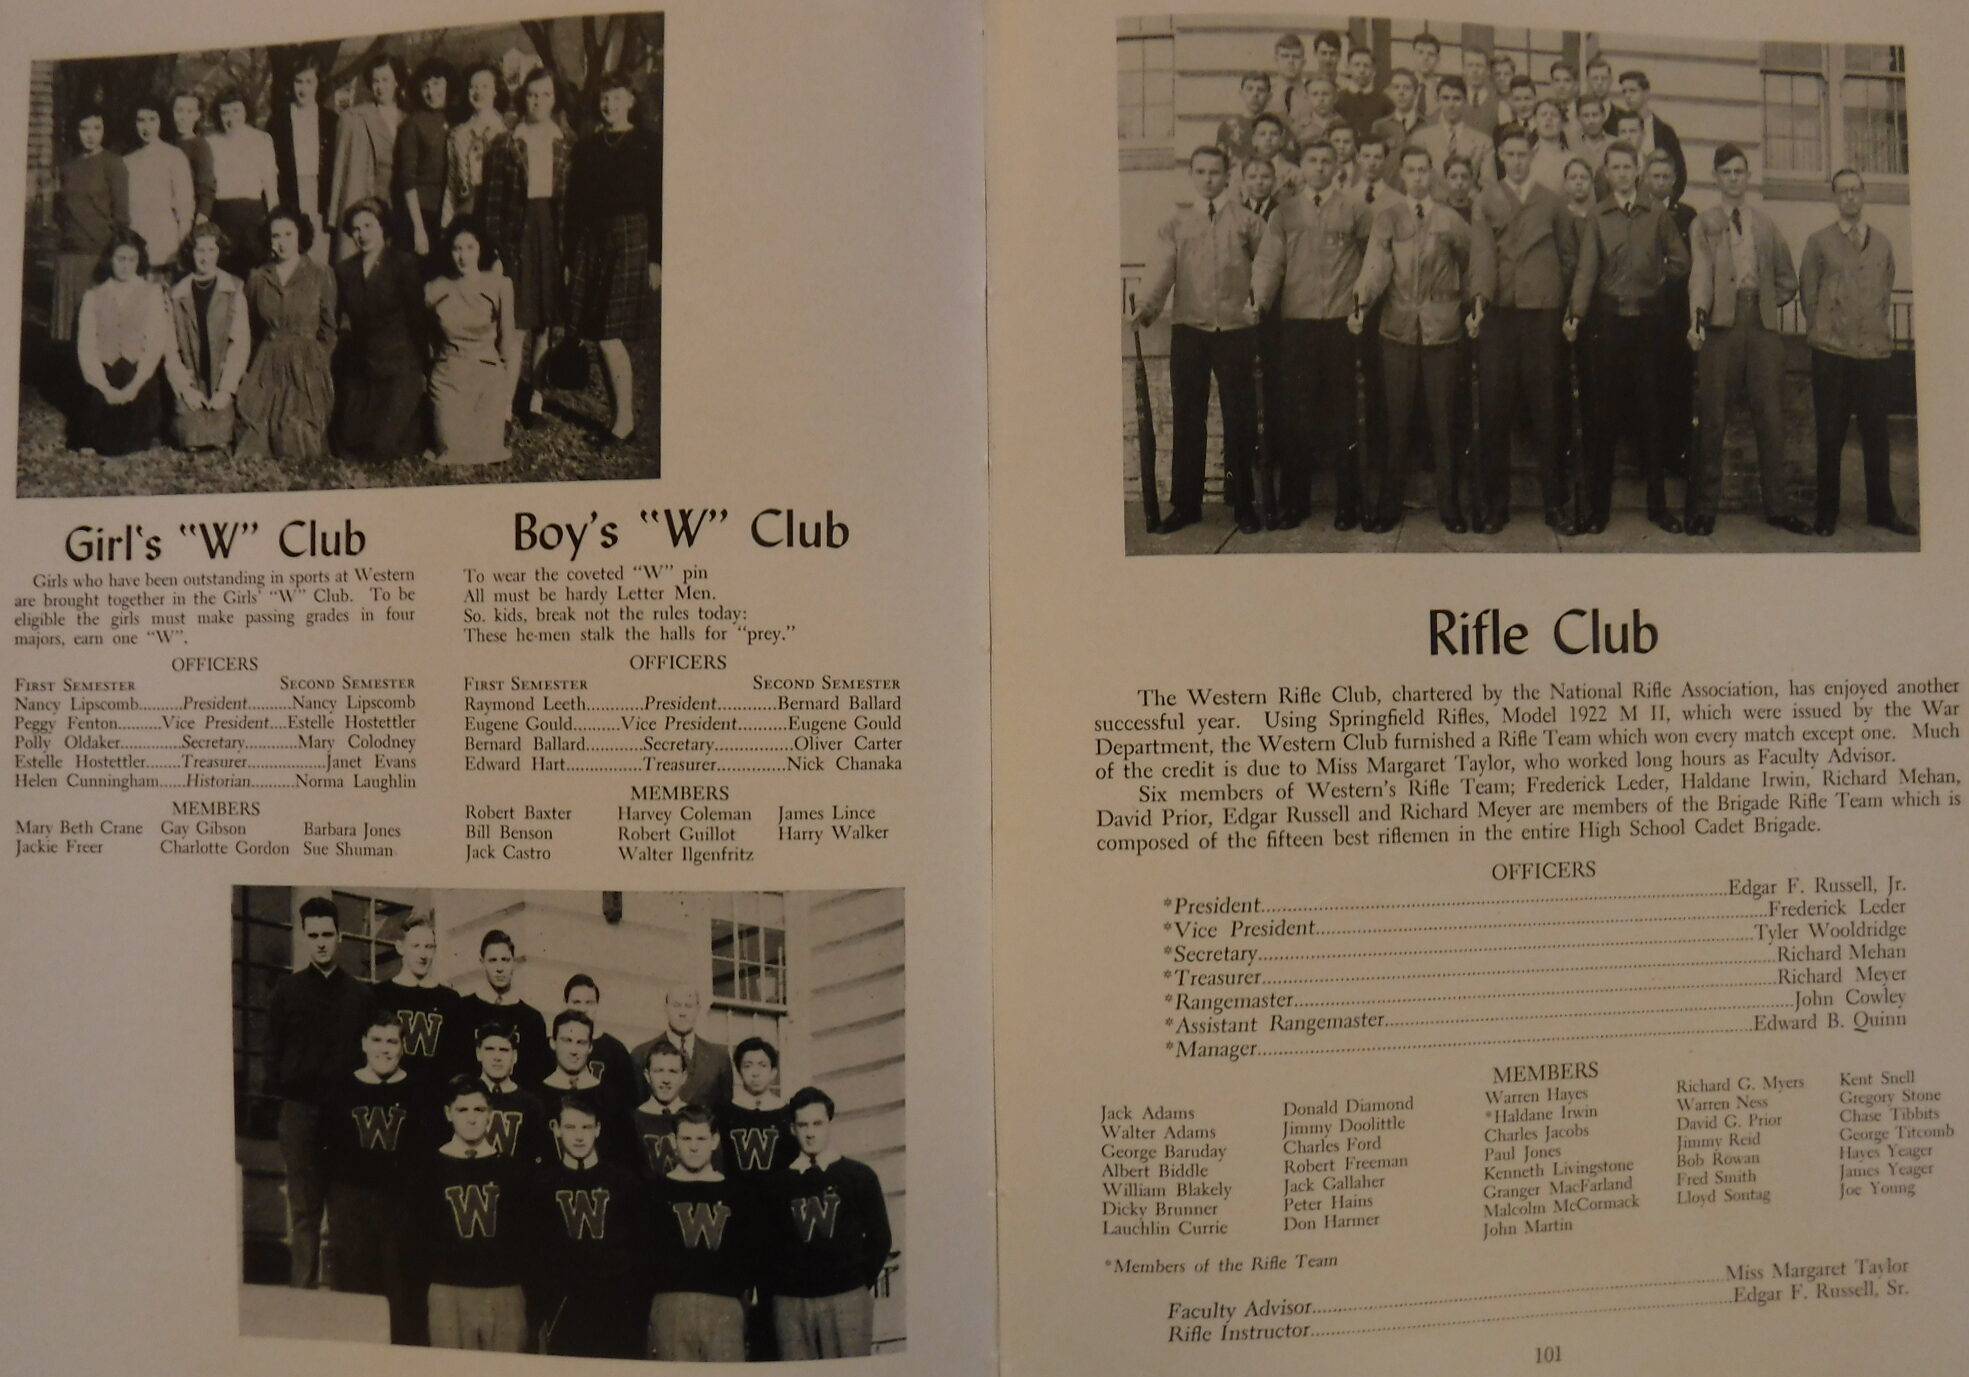 Girl's "W" Club
Girls who have been outstanding in sports at Western
are brought together in the Girls' "W" Club. To be
eligible the girls must make passing grades in four
majors, earn one "W".
OFFICERS
FIRST SEMESTER SECOND SEMESTER
Nancy Lipscomb.........President.........Nancy Lipscomb
Peggy Fenton........Vice President....Estelle Hostettler
Polly Oldaker............Secretary..........Mary Colodney
Estelle Hostettler.......Treasurer..............Janet Evans
Helen Cunningham.....Historian.........Norma Laughlin
MEMBERS
Mary Beth Crane Gay Gibson Barbara Jones
Jackie Freer Charlotte Gordon Sue Shuman
Boy's "W" Club
To wear the coveted "W" pin
All must be hardy Letter Men.
So. kids, break not the rules today:
These he-men stalk the halls for "prey."
OFFICERS
FIRST SEMESTER SECOND SEMESTER
Raymond Leeth............President............Bernard Ballard
Eugene Gould..........Vice President..........Eugene Gould
Bernard Ballard............Secretary................Oliver Carter
Edward Hart................Treasurer..............Nick Chanaka
MEMBERS
Robert Baxter Harvey Coleman James Lince
Bill Benson Robert Guillot Harry Walker
Jack Castro Walter Ilgenfritz
W
W
W
W
W
W
W
W
W
Rifle Club
The Western Rifle Club, chartered by the National Rifle Association, has enjoyed another
successful year. Using Springfield Rifles, Model 1922 M II, which were issued by the War
Department, the Western Club furnished a Rifle Team which won every match except one. Much
of the credit is due to Miss Margaret Taylor, who worked long hours as Faculty Advisor.
Six members of Western's Rifle Team; Frederick Leder, Haldane Irwin, Richard Mehan,
David Prior, Edgar Russell and Richard Meyer are members of the Brigade Rifle Team which is
composed of the fifteen best riflemen in the entire High School Cadet Brigade.
OFFICERS
*President..........Edgar F. Russell, Jr.
*Vice President..........Frederick Leder
*Secretary..........Tyler Wooldridge
*Treasurer..........Richard Mehan
*Rangemaster..........Richard Meyer
*Assistant Rangemaster..........John Cowley
*Manager..........Edward B. Quinn
MEMBERS
Jack Adams
Walter Adams
George Baruday
Albert Biddle
William Blakely
Dicky Brunner
Lauchlin Currie
Donald Diamond
Jimmy Doolittle
Charles Ford
Robert Freeman
Jack Gallaher
Peter Hains
Don Harmer
Warren Hayes
*Haldane Irwin
Charles Jacobs
Paul Jones
Kenneth Livingstone
Granger MacFarland
Malcolm McCormack
John Martin
Richard G. Myers
Warren Ness
David G. Prior
Jimmy Reid
Bob Rowan
Fred Smith
Lloyd Sontag
Kent Snell
Gregory Stone
Chase Tibbits
George Titcomb
Hayes Yeager
James Yeager
Joe Young
*Members of the Rifle Team
Faculty Advisor..........Miss Margaret Taylor
Rifle Instructor..........Edgar F. Russell, Sr.
101